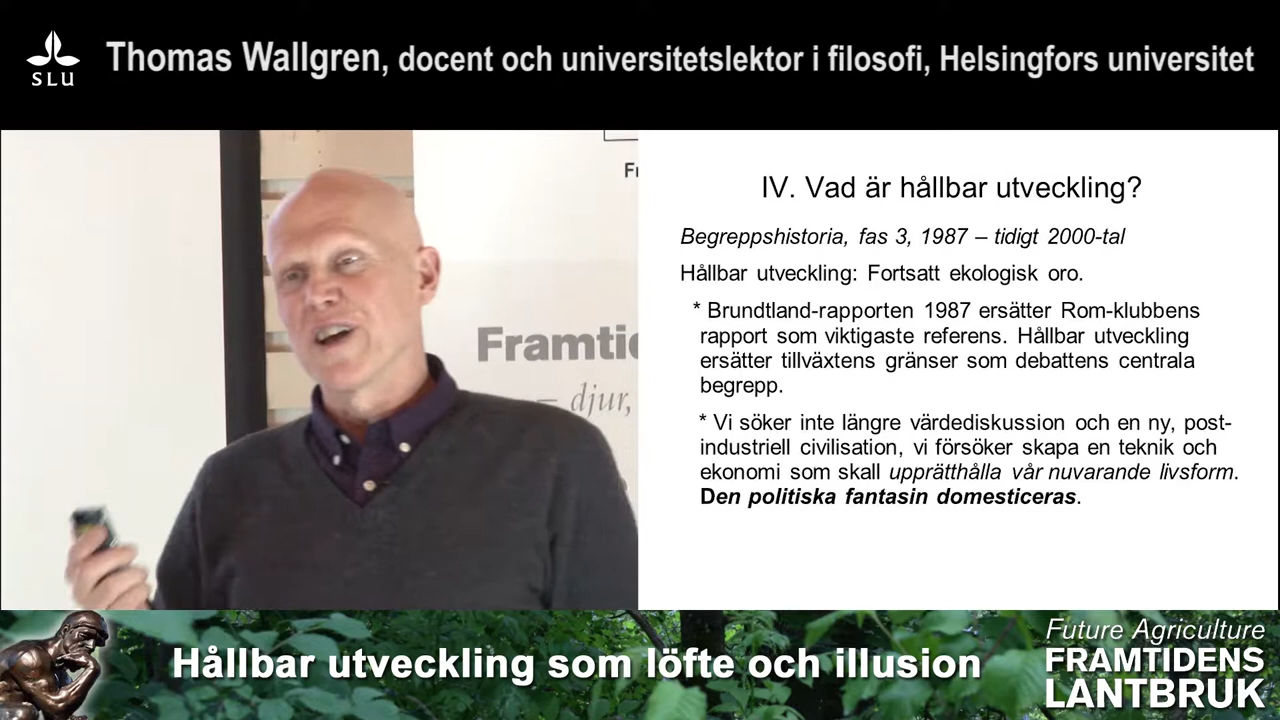 SLU
Thomas Wallgren, docent och universitetslektor i filosofi, Helsingfors universitet
Framti
– djur,
IV. Vad är hållbar utveckling?
Begreppshistoria, fas 3, 1987 – tidigt 2000-tal
Hållbar utveckling: Fortsatt ekologisk oro.
* Brundtland-rapporten 1987 ersätter Rom-klubbens
rapport som viktigaste referens. Hållbar utveckling
ersätter tillväxtens gränser som debattens centrala
begrepp.
* Vi söker inte längre värdediskussion och en ny, post-
industriell civilisation, vi försöker skapa en teknik och
ekonomi som skall upprätthålla vår nuvarande livsform.
Den politiska fantasin domesticeras.
Hållbar utveckling som löfte och illusion
Future Agriculture
FRAMTIDENS
LANTBRUK